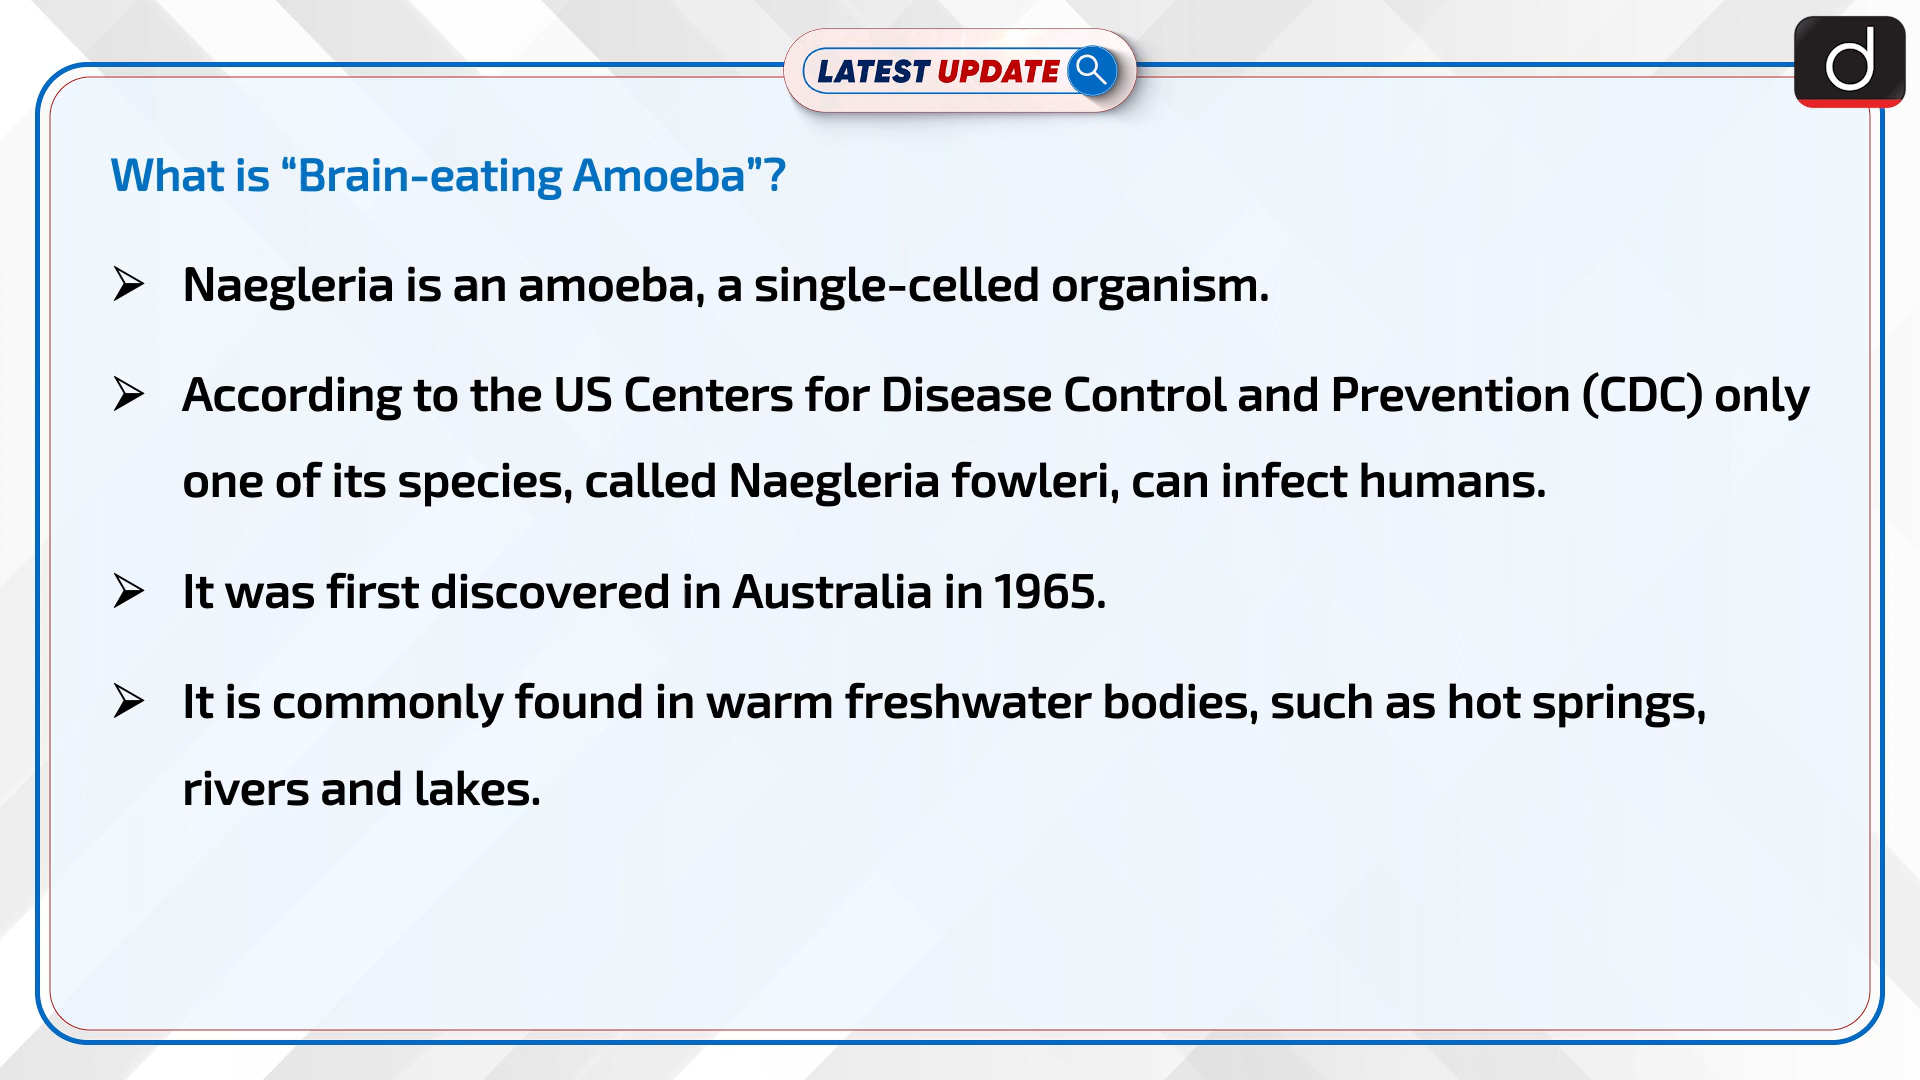 LATEST UPDATE
d
What is “Brain-eating Amoeba”?
➢ Naegleria is an amoeba, a single-celled organism.
➢ According to the US Centers for Disease Control and Prevention (CDC) only
one of its species, called Naegleria fowleri, can infect humans.
➢ It was first discovered in Australia in 1965.
➢ It is commonly found in warm freshwater bodies, such as hot springs,
rivers and lakes.